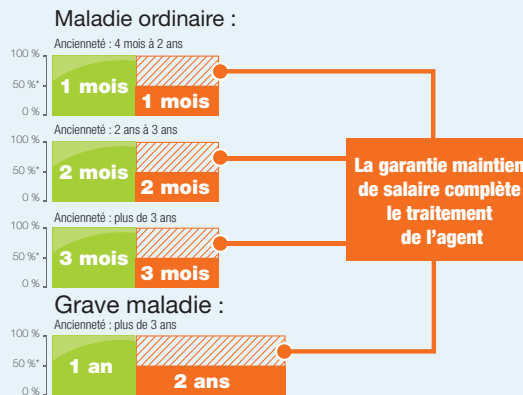 Maladie ordinaire :
Ancienneté : 4 mois à 2 ans
100 %
50 %*
0 %
1 mois
1 mois
Ancienneté : 2 ans à 3 ans
100 %
50 %*
0 %
2 mois
2 mois
Ancienneté : plus de 3 ans
100 %
50 %*
0 %
3 mois
3 mois
La garantie maintien
de salaire complète
le traitement
de l'agent
Grave maladie :
Ancienneté : plus de 3 ans
100 %
50 %*
0 %
1 an
2 ans